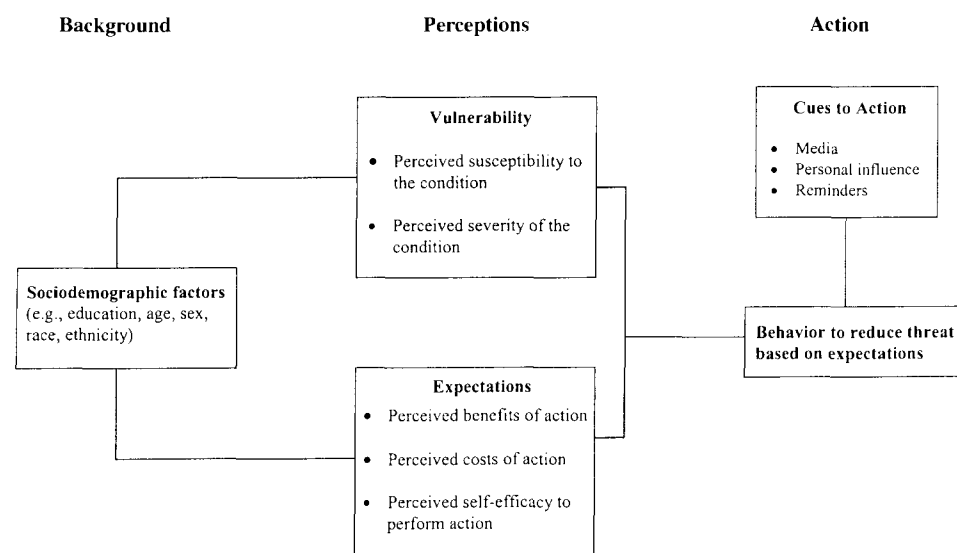 Background
Perceptions
Action
Vulnerability
• Perceived susceptibility to
the condition
• Perceived severity of the
condition
Cues to Action
• Media
• Personal influence
• Reminders
Sociodemographic factors
(e.g., education, age, sex,
race, ethnicity)
Behavior to reduce threat
based on expectations
Expectations
• Perceived benefits of action
• Perceived costs of action
• Perceived self-efficacy to
perform action